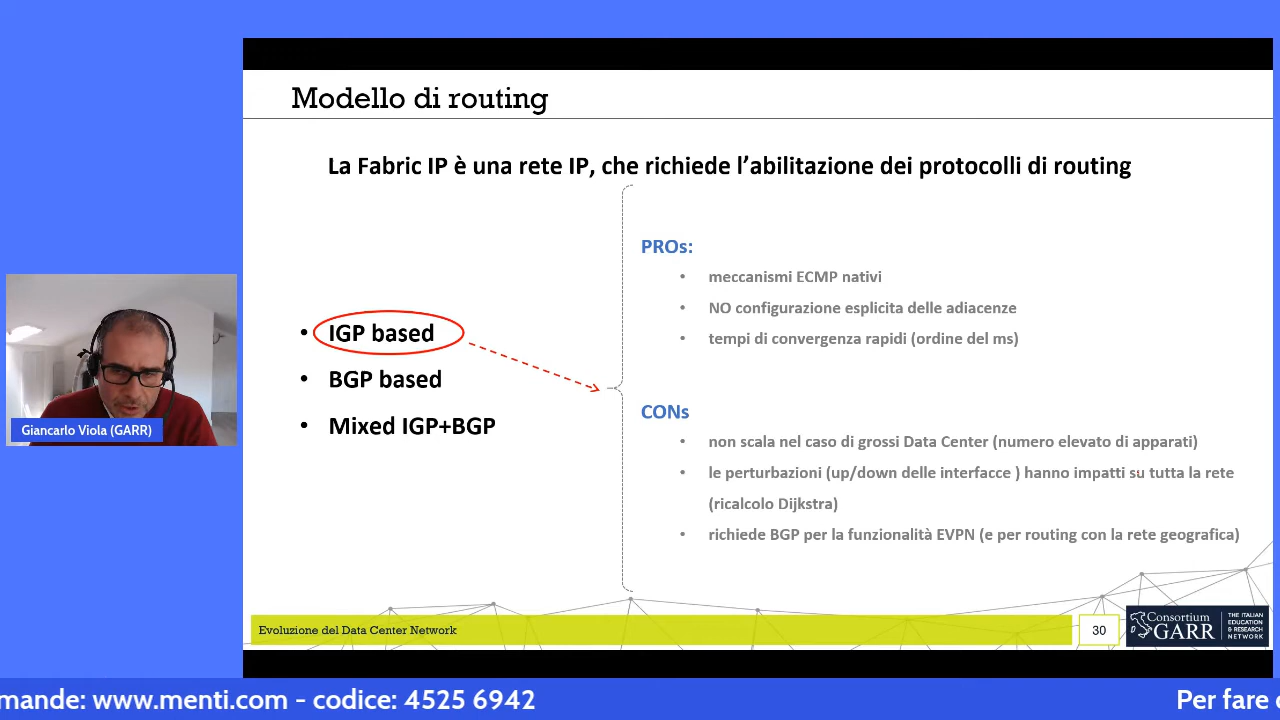 Modello di routing
La Fabric IP è una rete IP, che richiede l'abilitazione dei protocolli di routing
• IGP based
• BGP based
• Mixed IGP+BGP
PROs:
• meccanismi ECMP nativi
• NO configurazione esplicita delle adiacenze
• tempi di convergenza rapidi (ordine del ms)
CONs
• non scala nel caso di grossi Data Center (numero elevato di apparati)
• le perturbazioni (up/down delle interfacce ) hanno impatti su tutta la rete
(ricalcolo Dijkstra)
• richiede BGP per la funzionalità EVPN (e per routing con la rete geografica)
Giancarlo Viola (GARR)
Evoluzione del Data Center Network
30
Consortium
GARR
THE ITALIAN
EDUCATION
& RESEARCH
NETWORK
mande: www.menti.com - codice: 4525 6942
Per fare